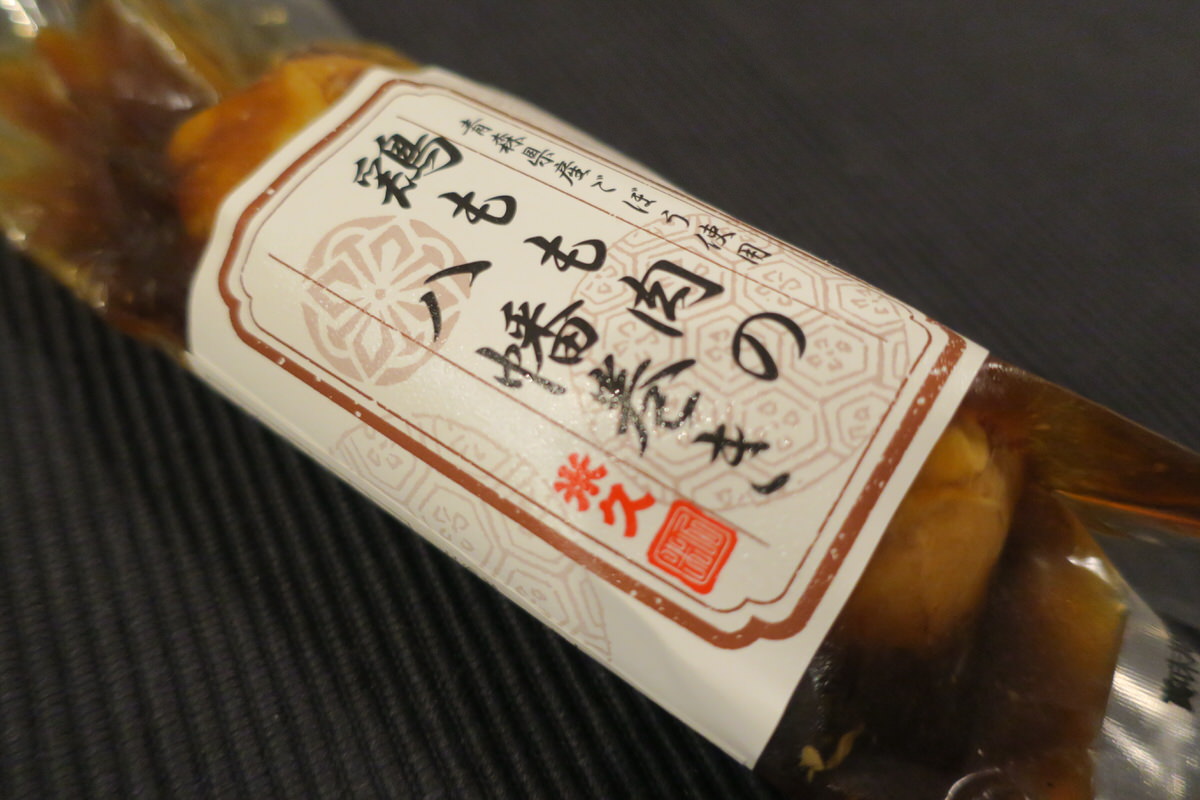 青森県産ごぼう使用
鶏もも肉の
八幡巻き
米久